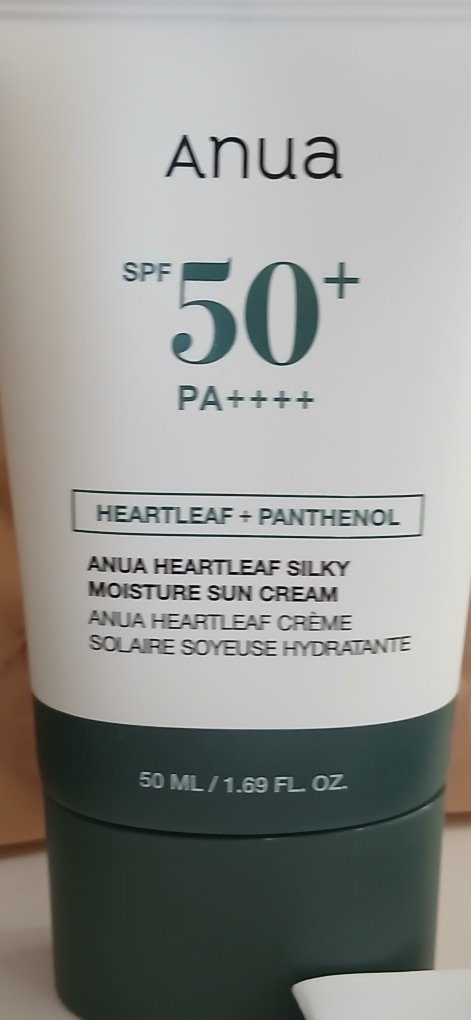 Anua
SPF 50+
PA++++
HEARTLEAF + PANTHENOL
ANUA HEARTLEAF SILKY
MOISTURE SUN CREAM
ANUA HEARTLEAF CRÈME
SOLAIRE SOYEUSE HYDRATANTE
50 ML / 1.69 FL. OZ.